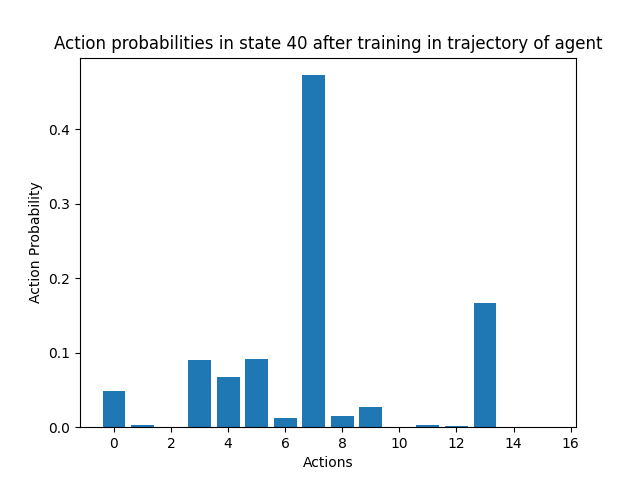 Action probabilities in state 40 after training in trajectory of agent
Action Probability
0.4
0.3
0.2
0.1
0.0
0 2 4 6 8 10 12 14 16
Actions